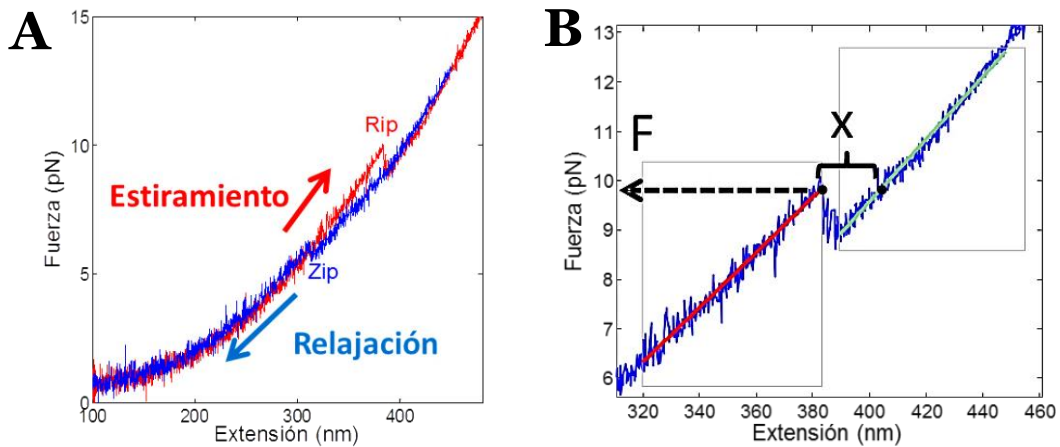 A
15
10
5
0
Fuerza (pN)
Rip
Estiramiento
Zip
Relajación
100
200
300
400
Extensión (nm)
B
13
12
11
10
9
8
7
6
Fuerza (pN)
F
X
320
340
360
380
400
420
440
460
Extensión (nm)